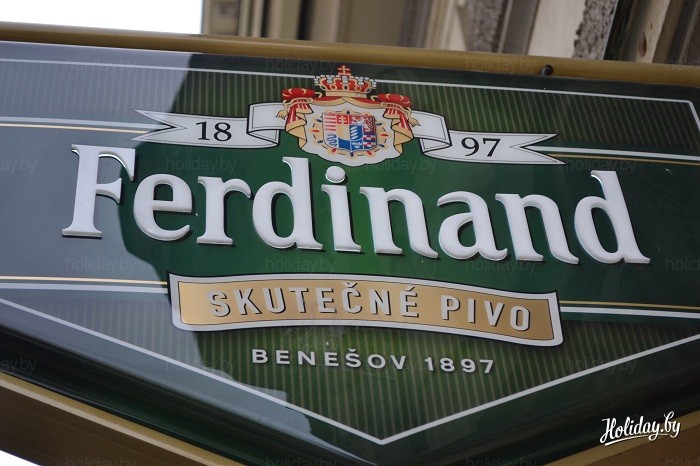 18 97
Ferdinand
SKUTEČNÉ PIVO
BENEŠOV 1897
Holiday.by